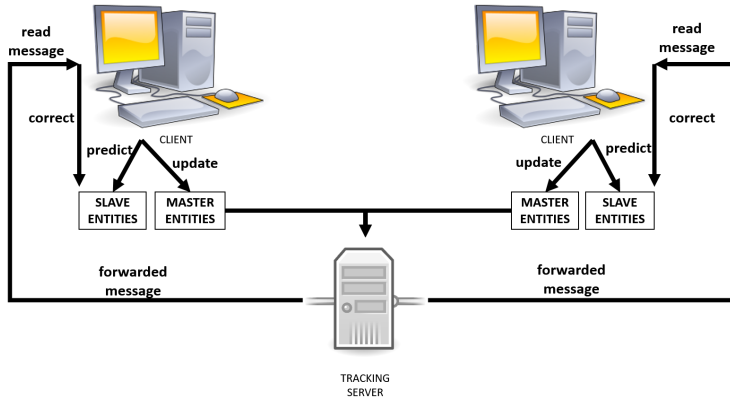 read
message
correct
CLIENT
predict
update
SLAVE
ENTITIES
MASTER
ENTITIES
forwarded
message
read
message
correct
CLIENT
update
predict
MASTER
ENTITIES
SLAVE
ENTITIES
forwarded
message
TRACKING
SERVER